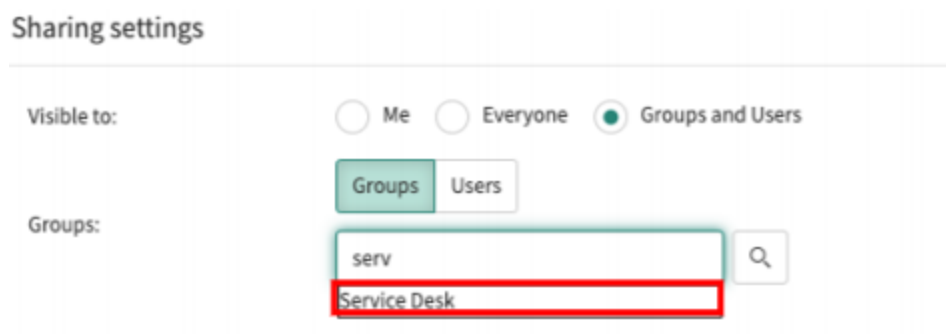 Sharing settings
Visible to: Me Everyone Groups and Users
Groups Users
Groups:
serv
Service Desk